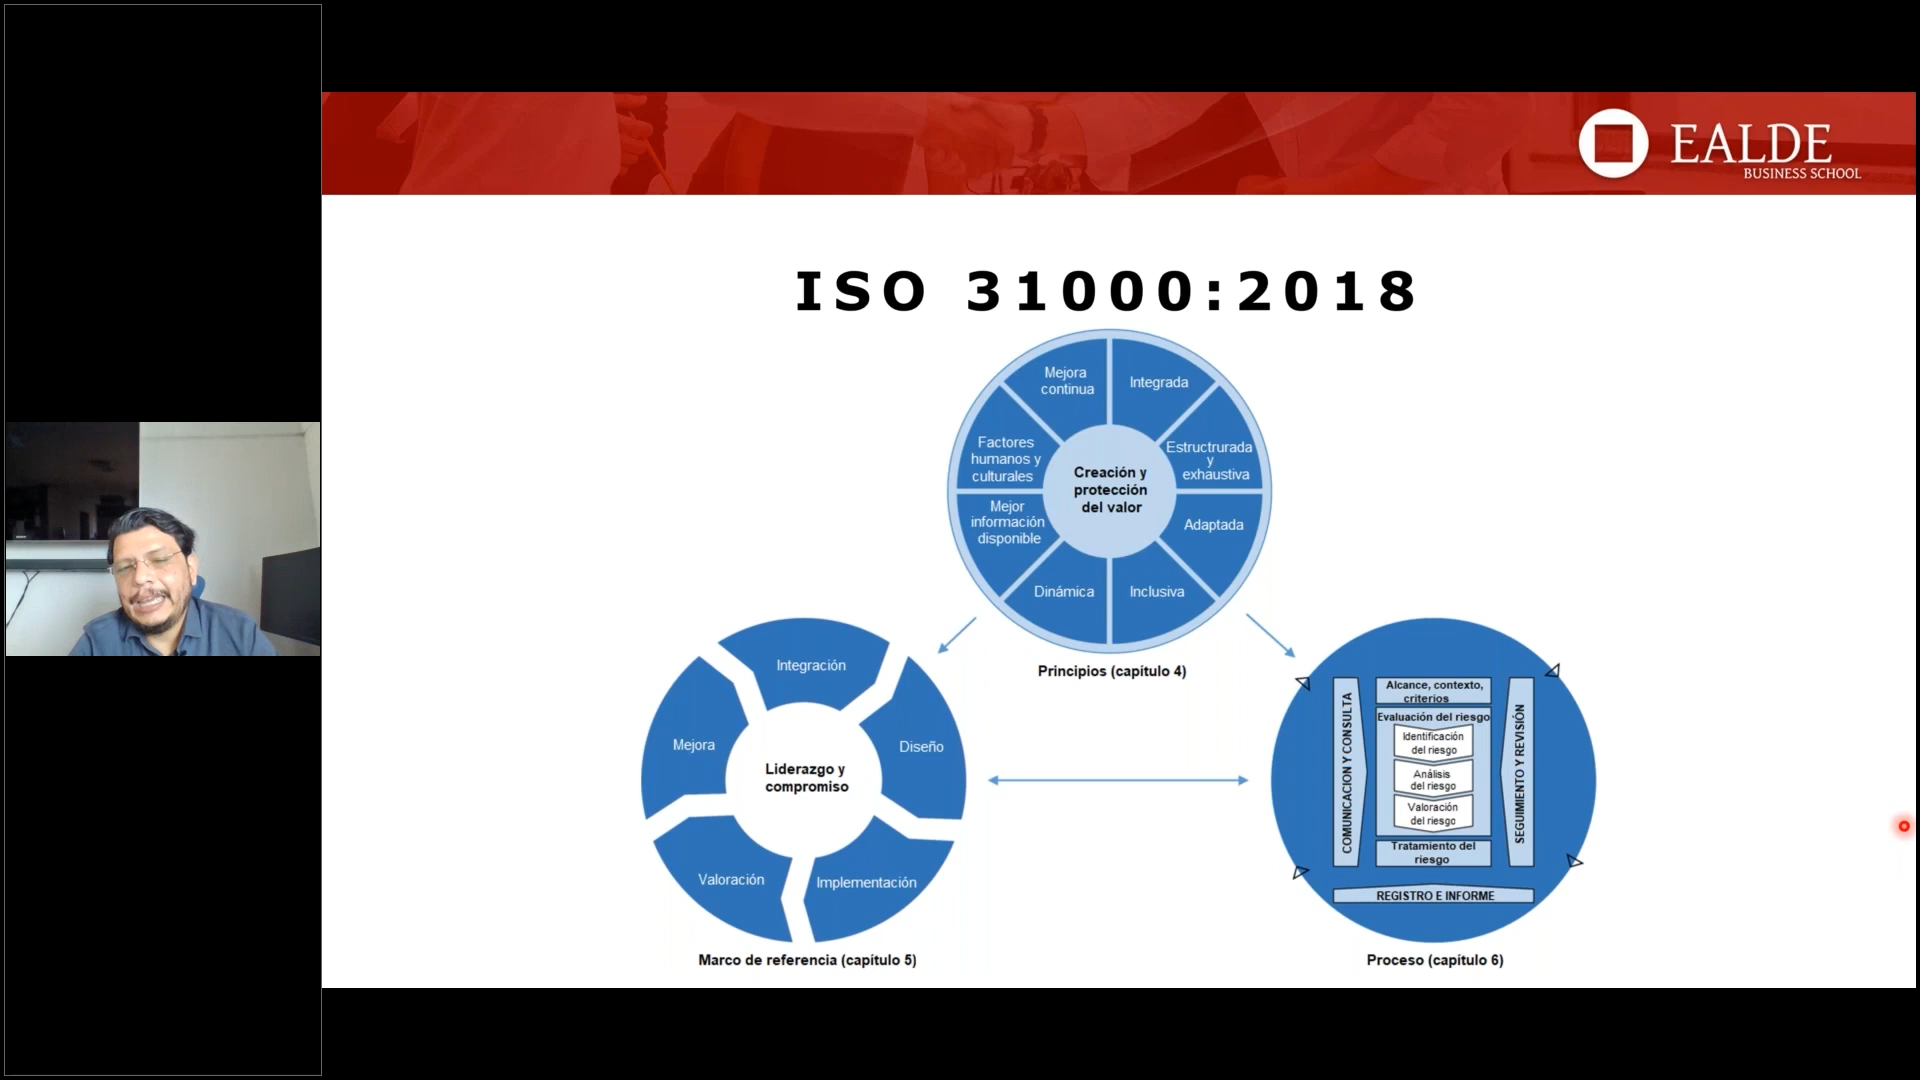 EALDE
BUSINESS SCHOOL
ISO 31000:2018
Mejora
continua
Integrada
Factores
humanos y
culturales
Estructrurada
y
exhaustiva
Creación y
protección
del valor
Mejor
información
disponible
Adaptada
Dinámica
Inclusiva
Principios (capítulo 4)
Integración
Mejora
Diseño
Liderazgo y
compromiso
Valoración
Implementación
Marco de referencia (capítulo 5)
Alcance, contexto,
criterios
Evaluación del riesgo
Identificación
del riesgo
Análisis
del riesgo
Valoración
del riesgo
Tratamiento del
riesgo
COMUNICACION Y CONSULTA
SEGUIMIENTO Y REVISIÓN
REGISTRO E INFORME
Proceso (capítulo 6)